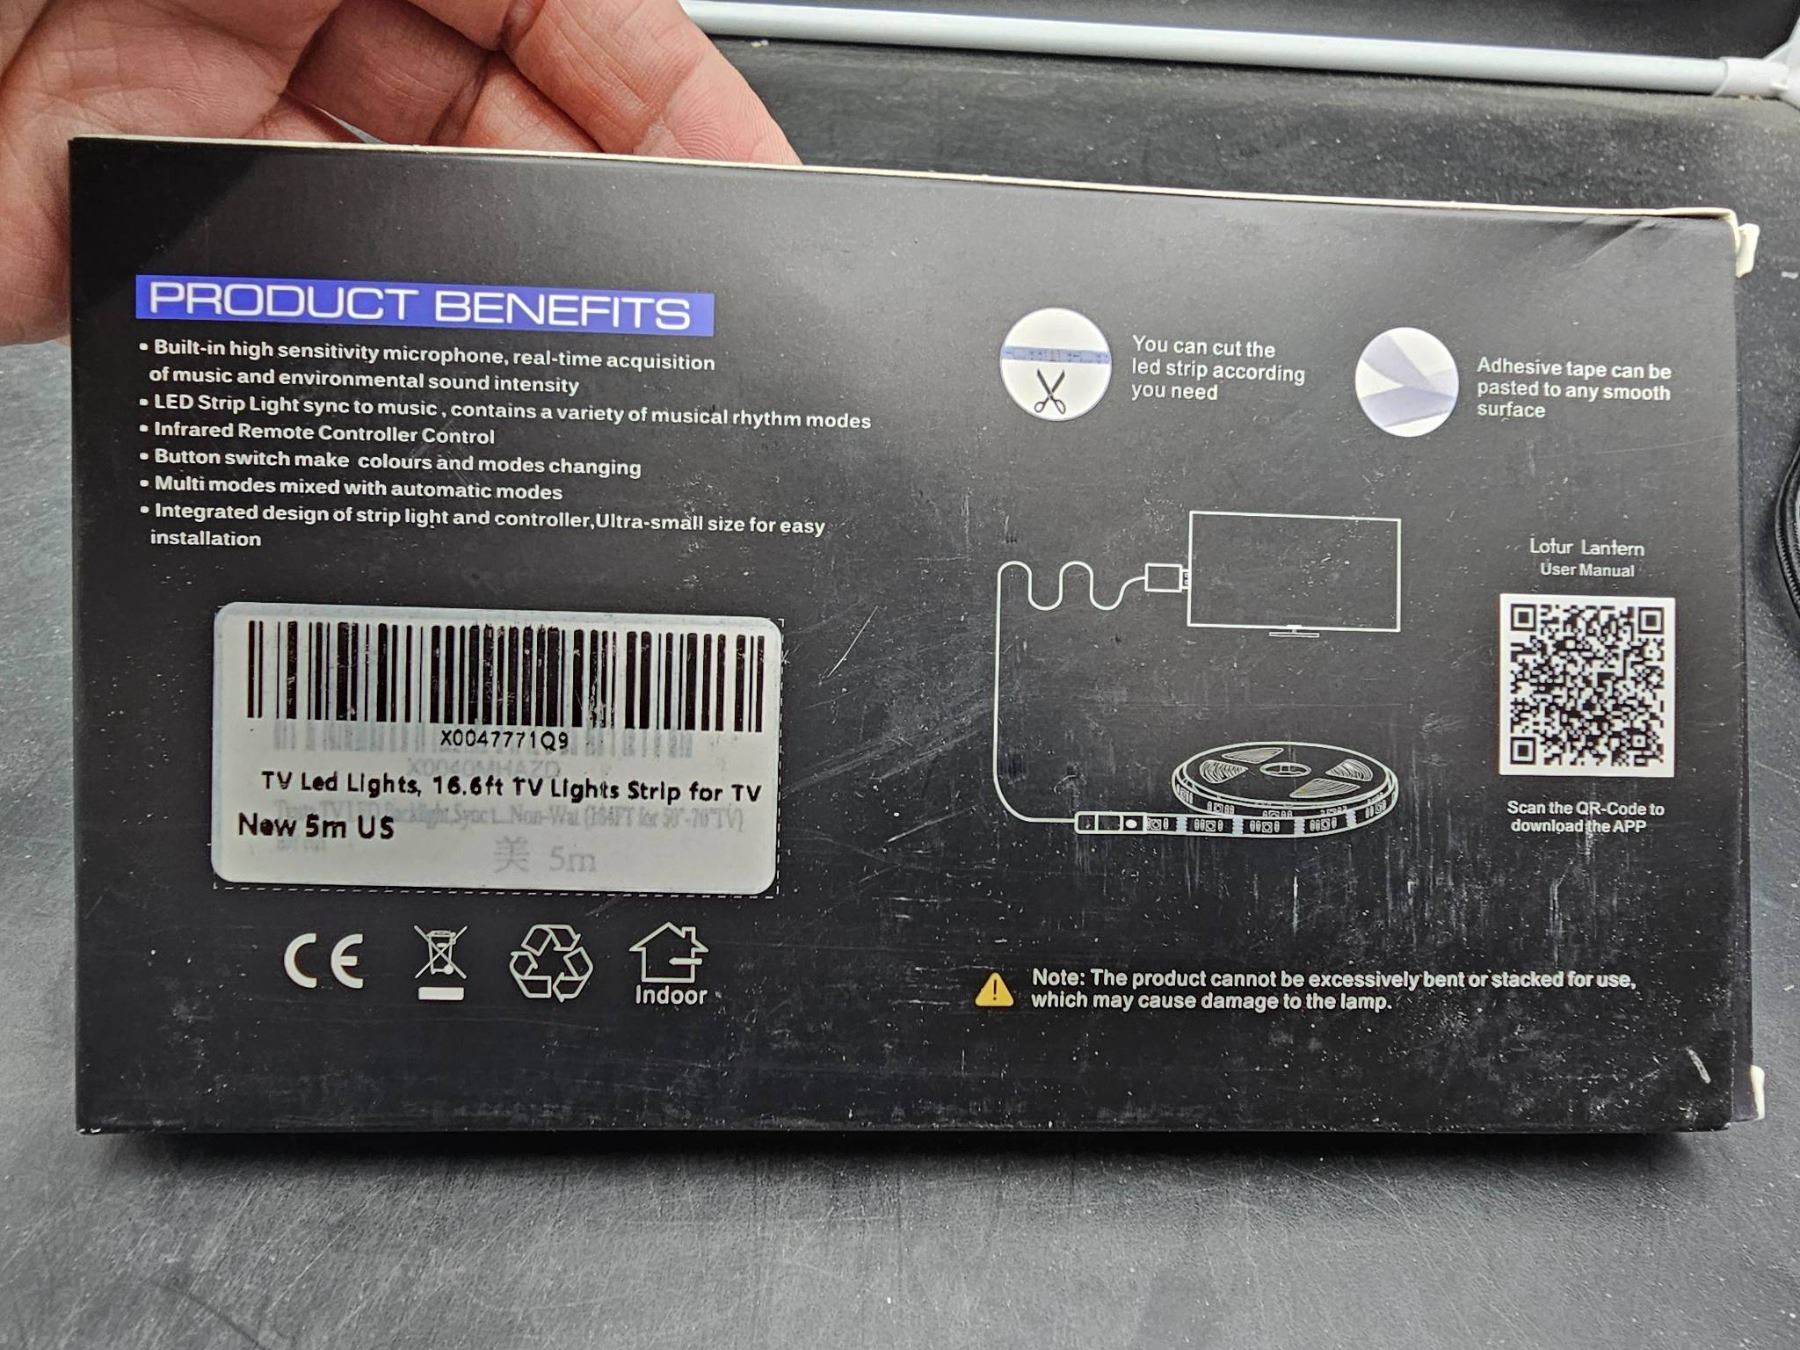 PRODUCT BENEFITS
• Built-in high sensitivity microphone, real-time acquisition
of music and environmental sound intensity
• LED Strip Light sync to music , contains a variety of musical rhythm modes
• Infrared Remote Controller Control
• Button switch make colours and modes changing
• Multi modes mixed with automatic modes
• Integrated design of strip light and controller,Ultra-small size for easy
installation
You can cut the
led strip according
you need
Adhesive tape can be
pasted to any smooth
surface
Lotur Lantern
User Manual
Scan the QR-Code to
download the APP
X0047771Q9
TV Led Lights, 16.6ft TV Lights Strip for TV
New 5m US
美 5m
CE
Indoor
Note: The product cannot be excessively bent or stacked for use,
which may cause damage to the lamp.